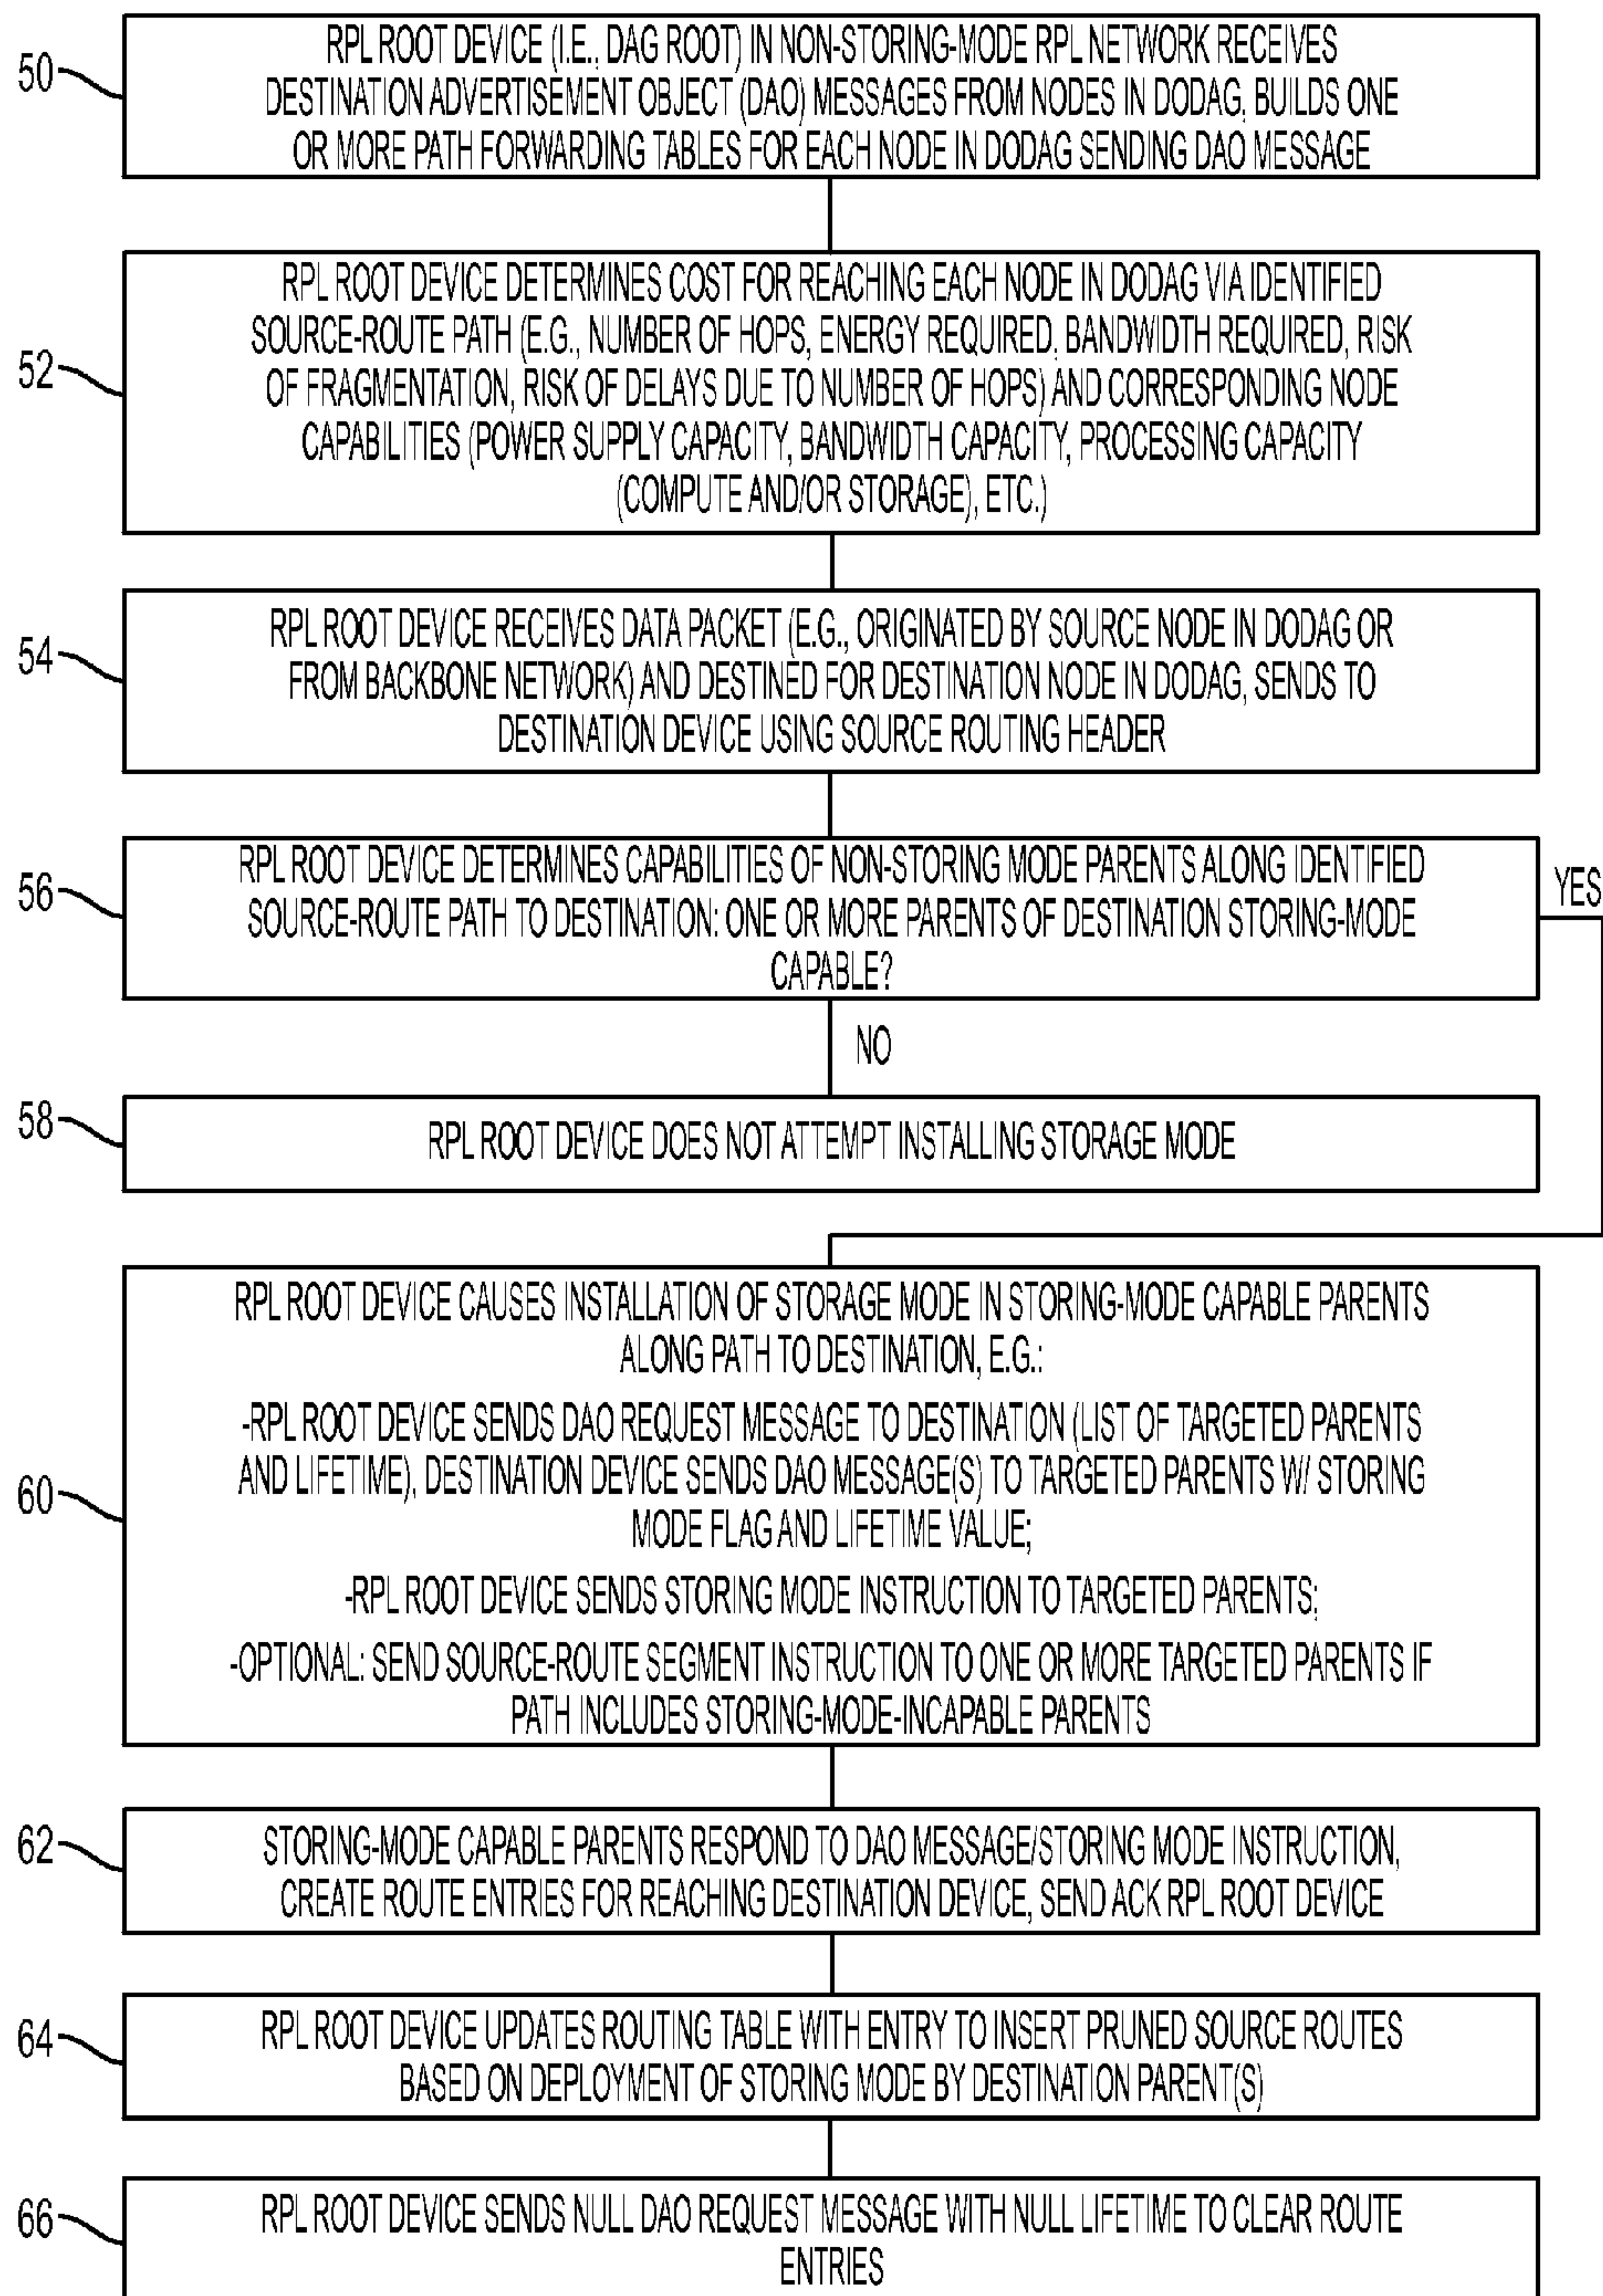 50
RPL ROOT DEVICE (I.E., DAG ROOT) IN NON-STORING-MODE RPL NETWORK RECEIVES
DESTINATION ADVERTISEMENT OBJECT (DAO) MESSAGES FROM NODES IN DODAG, BUILDS ONE
OR MORE PATH FORWARDING TABLES FOR EACH NODE IN DODAG SENDING DAO MESSAGE
52
RPL ROOT DEVICE DETERMINES COST FOR REACHING EACH NODE IN DODAG VIA IDENTIFIED
SOURCE-ROUTE PATH (E.G., NUMBER OF HOPS, ENERGY REQUIRED, BANDWIDTH REQUIRED, RISK
OF FRAGMENTATION, RISK OF DELAYS DUE TO NUMBER OF HOPS) AND CORRESPONDING NODE
CAPABILITIES (POWER SUPPLY CAPACITY, BANDWIDTH CAPACITY, PROCESSING CAPACITY
(COMPUTE AND/OR STORAGE), ETC.)
54
RPL ROOT DEVICE RECEIVES DATA PACKET (E.G., ORIGINATED BY SOURCE NODE IN DODAG OR
FROM BACKBONE NETWORK) AND DESTINED FOR DESTINATION NODE IN DODAG, SENDS TO
DESTINATION DEVICE USING SOURCE ROUTING HEADER
56
RPL ROOT DEVICE DETERMINES CAPABILITIES OF NON-STORING MODE PARENTS ALONG IDENTIFIED
SOURCE-ROUTE PATH TO DESTINATION: ONE OR MORE PARENTS OF DESTINATION STORING-MODE
CAPABLE?
YES
NO
58
RPL ROOT DEVICE DOES NOT ATTEMPT INSTALLING STORAGE MODE
60
RPL ROOT DEVICE CAUSES INSTALLATION OF STORAGE MODE IN STORING-MODE CAPABLE PARENTS
ALONG PATH TO DESTINATION, E.G.:
-RPL ROOT DEVICE SENDS DAO REQUEST MESSAGE TO DESTINATION (LIST OF TARGETED PARENTS
AND LIFETIME), DESTINATION DEVICE SENDS DAO MESSAGE(S) TO TARGETED PARENTS W/ STORING
MODE FLAG AND LIFETIME VALUE;
-RPL ROOT DEVICE SENDS STORING MODE INSTRUCTION TO TARGETED PARENTS;
-OPTIONAL: SEND SOURCE-ROUTE SEGMENT INSTRUCTION TO ONE OR MORE TARGETED PARENTS IF
PATH INCLUDES STORING-MODE-INCAPABLE PARENTS
62
STORING-MODE CAPABLE PARENTS RESPOND TO DAO MESSAGE/STORING MODE INSTRUCTION,
CREATE ROUTE ENTRIES FOR REACHING DESTINATION DEVICE, SEND ACK RPL ROOT DEVICE
64
RPL ROOT DEVICE UPDATES ROUTING TABLE WITH ENTRY TO INSERT PRUNED SOURCE ROUTES
BASED ON DEPLOYMENT OF STORING MODE BY DESTINATION PARENT(S)
66
RPL ROOT DEVICE SENDS NULL DAO REQUEST MESSAGE WITH NULL LIFETIME TO CLEAR ROUTE
ENTRIES